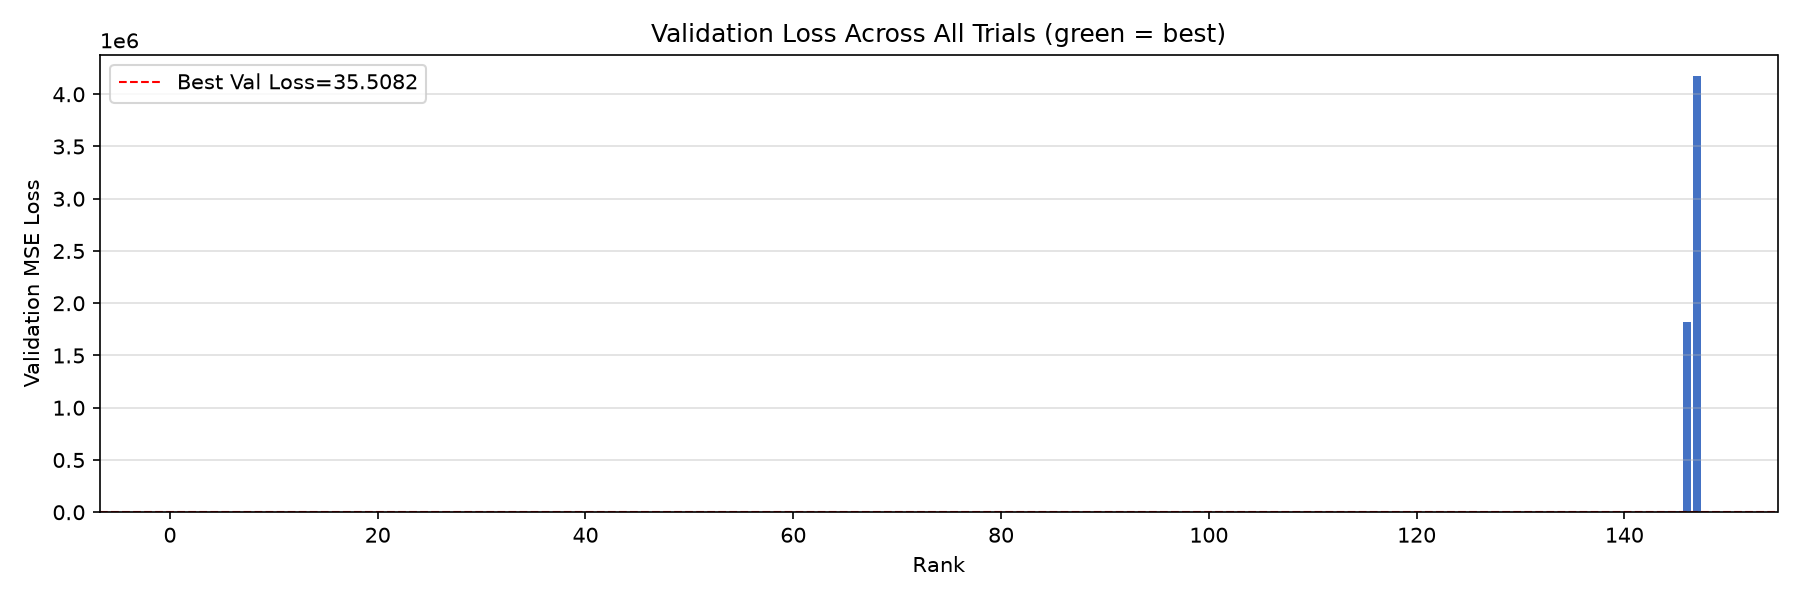 Validation Loss Across All Trials (green = best)
1e6
Best Val Loss=35.5082
4.0
3.5
3.0
2.5
2.0
1.5
1.0
0.5
0.0
Validation MSE Loss
0 20 40 60 80 100 120 140
Rank